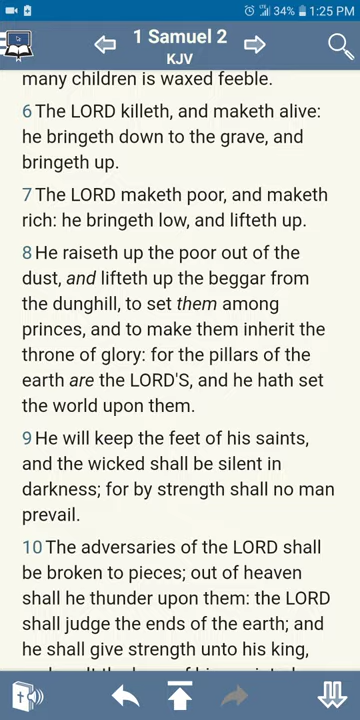 34% 1:25 PM
1 Samuel 2
KJV
many children is waxed feeble.
6 The LORD killeth, and maketh alive:
he bringeth down to the grave, and
bringeth up.
7 The LORD maketh poor, and maketh
rich: he bringeth low, and lifteth up.
8 He raiseth up the poor out of the
dust, and lifteth up the beggar from
the dunghill, to set them among
princes, and to make them inherit the
throne of glory: for the pillars of the
earth are the LORD'S, and he hath set
the world upon them.
9 He will keep the feet of his saints,
and the wicked shall be silent in
darkness; for by strength shall no man
prevail.
10 The adversaries of the LORD shall
be broken to pieces; out of heaven
shall he thunder upon them: the LORD
shall judge the ends of the earth; and
he shall give strength unto his king,